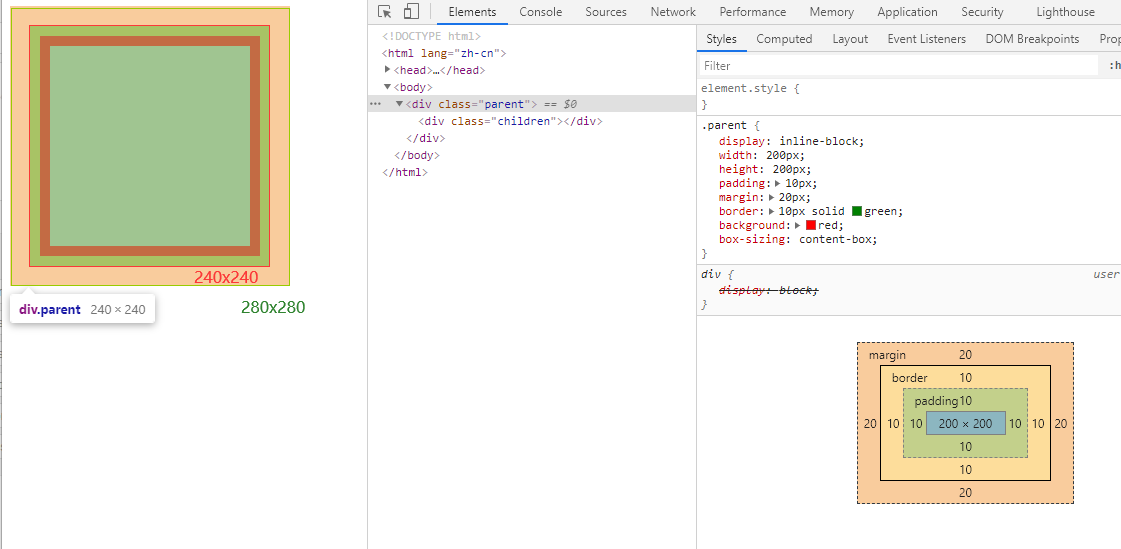 Elements Console Sources Network Performance Memory Application Security Lighthouse
<!DOCTYPE html>
<html lang="zh-cn">
<head>…</head>
<body>
<div class="parent"> == $0
<div class="children"></div>
</div>
</body>
</html>
240x240
280x280
div.parent 240 × 240
Styles Computed Layout Event Listeners DOM Breakpoints Prop
Filter
:h
element.style {
}
.parent {
display: inline-block;
width: 200px;
height: 200px;
padding: 10px;
margin: 20px;
border: 10px solid green;
background: red;
box-sizing: content-box;
}
div {
user
display: block;
}
margin 20
border 10
padding10
20 10 10 200 × 200 10 10 20
10
10
20